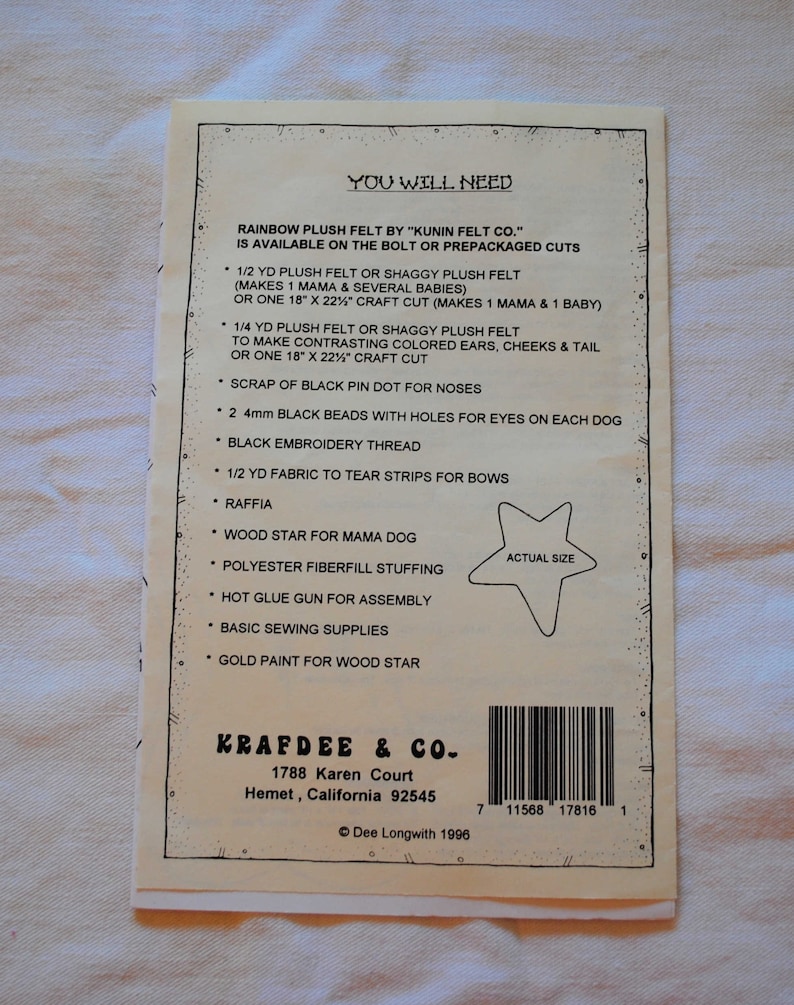 YOU WILL NEED
RAINBOW PLUSH FELT BY "KUNIN FELT CO."
IS AVAILABLE ON THE BOLT OR PREPACKAGED CUTS
* 1/2 YD PLUSH FELT OR SHAGGY PLUSH FELT
(MAKES 1 MAMA & SEVERAL BABIES)
OR ONE 18" X 22½" CRAFT CUT (MAKES 1 MAMA & 1 BABY)
* 1/4 YD PLUSH FELT OR SHAGGY PLUSH FELT
TO MAKE CONTRASTING COLORED EARS, CHEEKS & TAIL
OR ONE 18" X 22½" CRAFT CUT
* SCRAP OF BLACK PIN DOT FOR NOSES
* 2 4mm BLACK BEADS WITH HOLES FOR EYES ON EACH DOG
* BLACK EMBROIDERY THREAD
* 1/2 YD FABRIC TO TEAR STRIPS FOR BOWS
* RAFFIA
* WOOD STAR FOR MAMA DOG
ACTUAL SIZE
* POLYESTER FIBERFILL STUFFING
* HOT GLUE GUN FOR ASSEMBLY
* BASIC SEWING SUPPLIES
* GOLD PAINT FOR WOOD STAR
KRAFDEE & CO.
1788 Karen Court
Hemet , California 92545
7 11568 17816 1
© Dee Longwith 1996